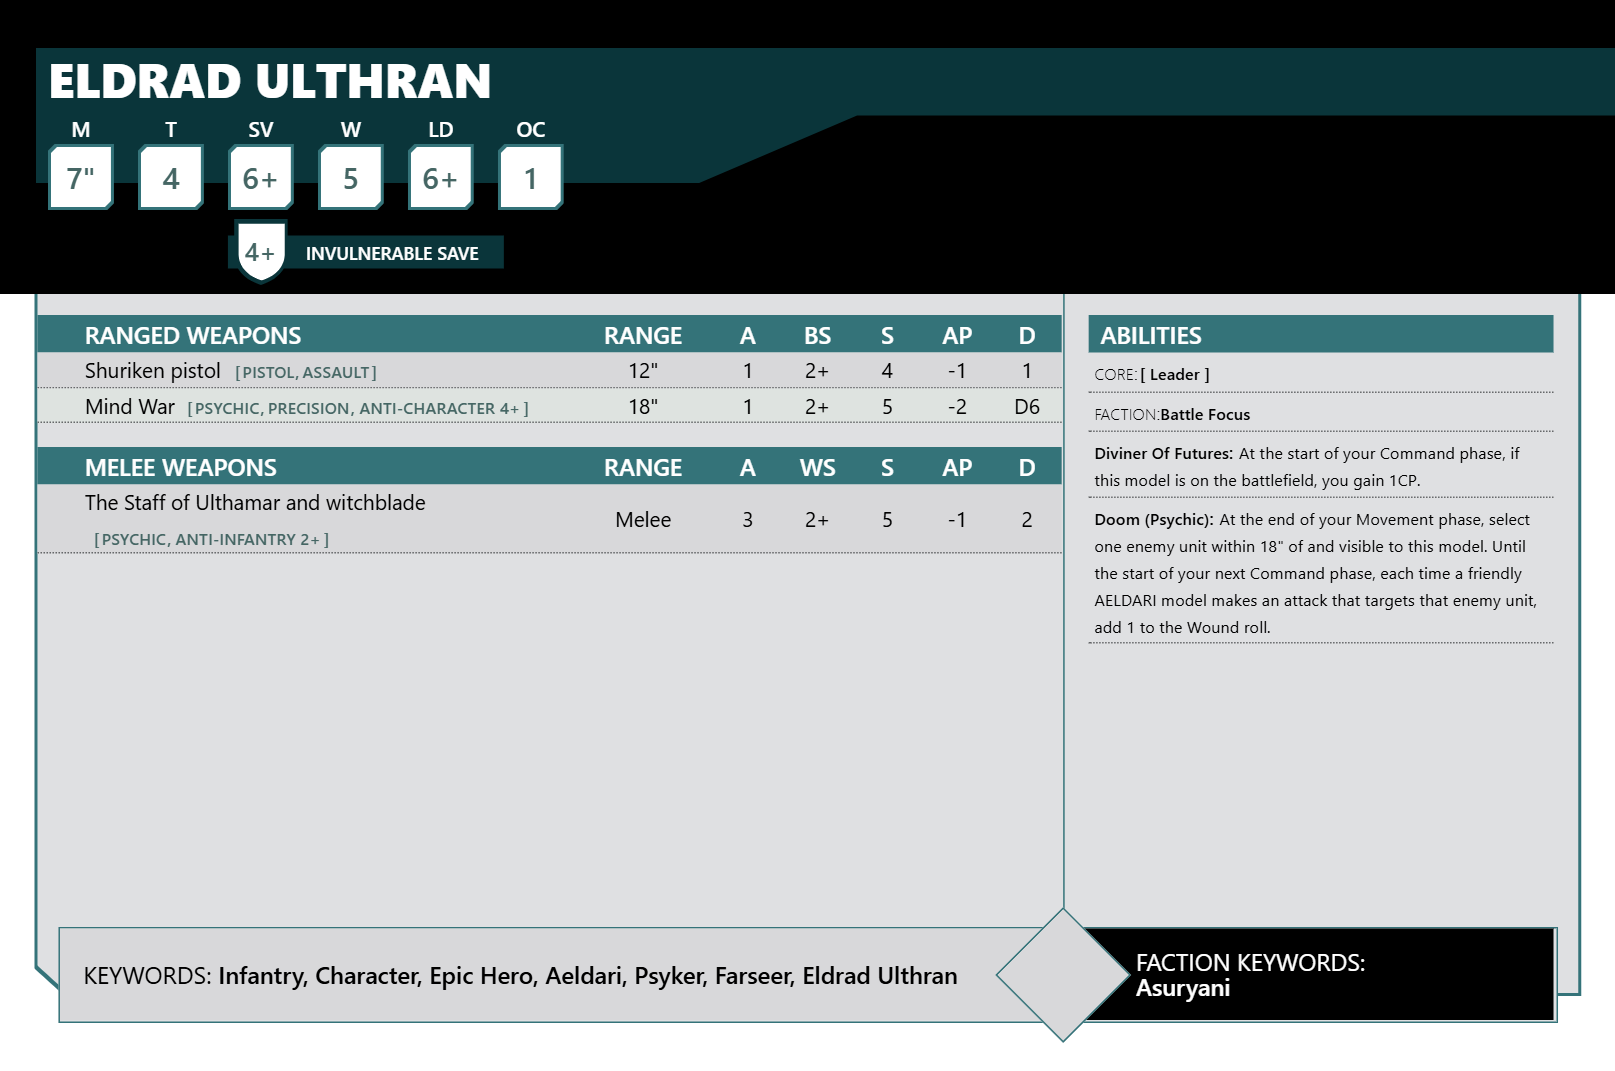 ELDRAD ULTHRAN
M T SV W LD OC
7" 4 6+ 5 6+ 1
4+ INVULNERABLE SAVE
RANGED WEAPONS RANGE A BS S AP D
Shuriken pistol [ PISTOL, ASSAULT ] 12" 1 2+ 4 -1 1
Mind War [ PSYCHIC, PRECISION, ANTI-CHARACTER 4+ ] 18" 1 2+ 5 -2 D6
MELEE WEAPONS RANGE A WS S AP D
The Staff of Ulthamar and witchblade
[ PSYCHIC, ANTI-INFANTRY 2+ ] Melee 3 2+ 5 -1 2
ABILITIES
CORE: [ Leader ]
FACTION:Battle Focus
Diviner Of Futures: At the start of your Command phase, if
this model is on the battlefield, you gain 1CP.
Doom (Psychic): At the end of your Movement phase, select
one enemy unit within 18" of and visible to this model. Until
the start of your next Command phase, each time a friendly
AELDARI model makes an attack that targets that enemy unit,
add 1 to the Wound roll.
KEYWORDS: Infantry, Character, Epic Hero, Aeldari, Psyker, Farseer, Eldrad Ulthran
FACTION KEYWORDS:
Asuryani